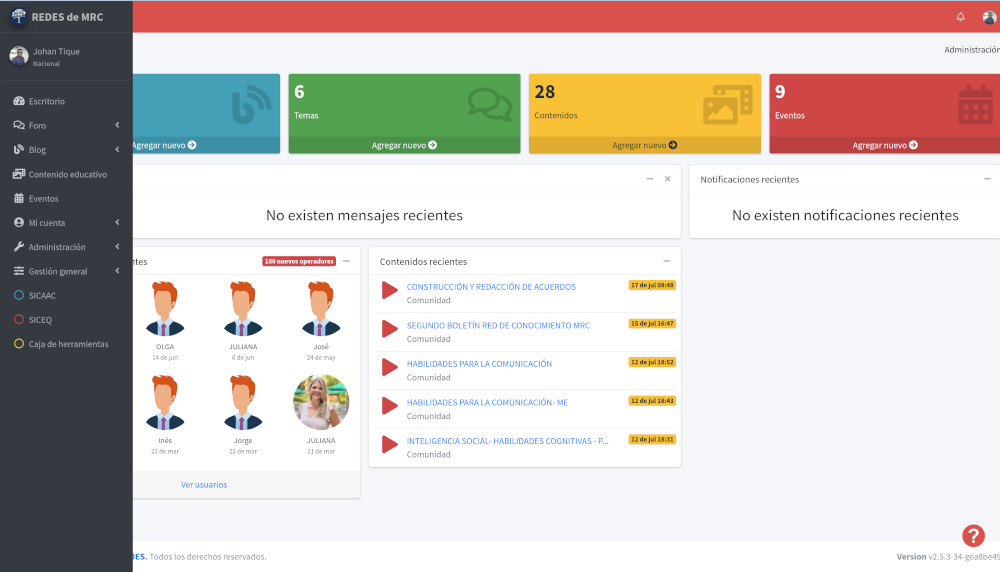 REDES de MRC
Johan Tique
Nacional
Escritorio
Foro
Blog
Contenido educativo
Eventos
Mi cuenta
Administración
Gestión general
SICAAC
SICEQ
Caja de herramientas
Administración
Agregar nuevo
6
Temas
Agregar nuevo
28
Contenidos
Agregar nuevo
9
Eventos
Agregar nuevo
No existen mensajes recientes
Notificaciones recientes
No existen notificaciones recientes
ntes
180 nuevos operadores
OLGA
14 de jun
JULIANA
6 de jun
José
24 de may
Inés
22 de mar
Jorge
22 de mar
JULIANA
21 de mar
Ver usuarios
Contenidos recientes
CONSTRUCCIÓN Y REDACCIÓN DE ACUERDOS 17 de jul 08:48
Comunidad
SEGUNDO BOLETÍN RED DE CONOCIMIENTO MRC 15 de jul 16:47
Comunidad
HABILIDADES PARA LA COMUNICACIÓN 12 de jul 18:52
Comunidad
HABILIDADES PARA LA COMUNICACIÓN- ME 12 de jul 18:43
Comunidad
INTELIGENCIA SOCIAL- HABILIDADES COGNITIVAS - P... 12 de jul 18:31
Comunidad
DES. Todos los derechos reservados.
Version v2.5.3-34-gea8be49